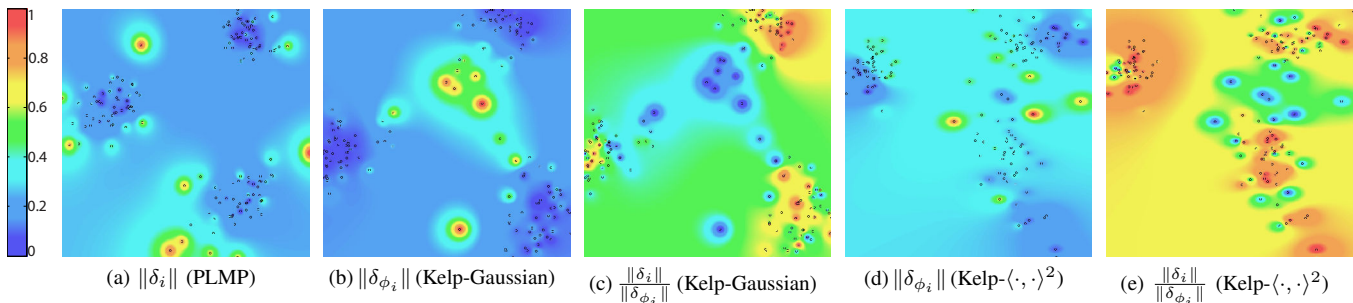 1
0.8
0.6
0.4
0.2
0
(a) ‖δ_i‖ (PLMP)
(b) ‖δ_{ϕ_i}‖ (Kelp-Gaussian)
(c) ‖δ_i‖ / ‖δ_{ϕ_i}‖ (Kelp-Gaussian)
(d) ‖δ_{ϕ_i}‖ (Kelp-⟨·, ·⟩²)
(e) ‖δ_i‖ / ‖δ_{ϕ_i}‖ (Kelp-⟨·, ·⟩²)